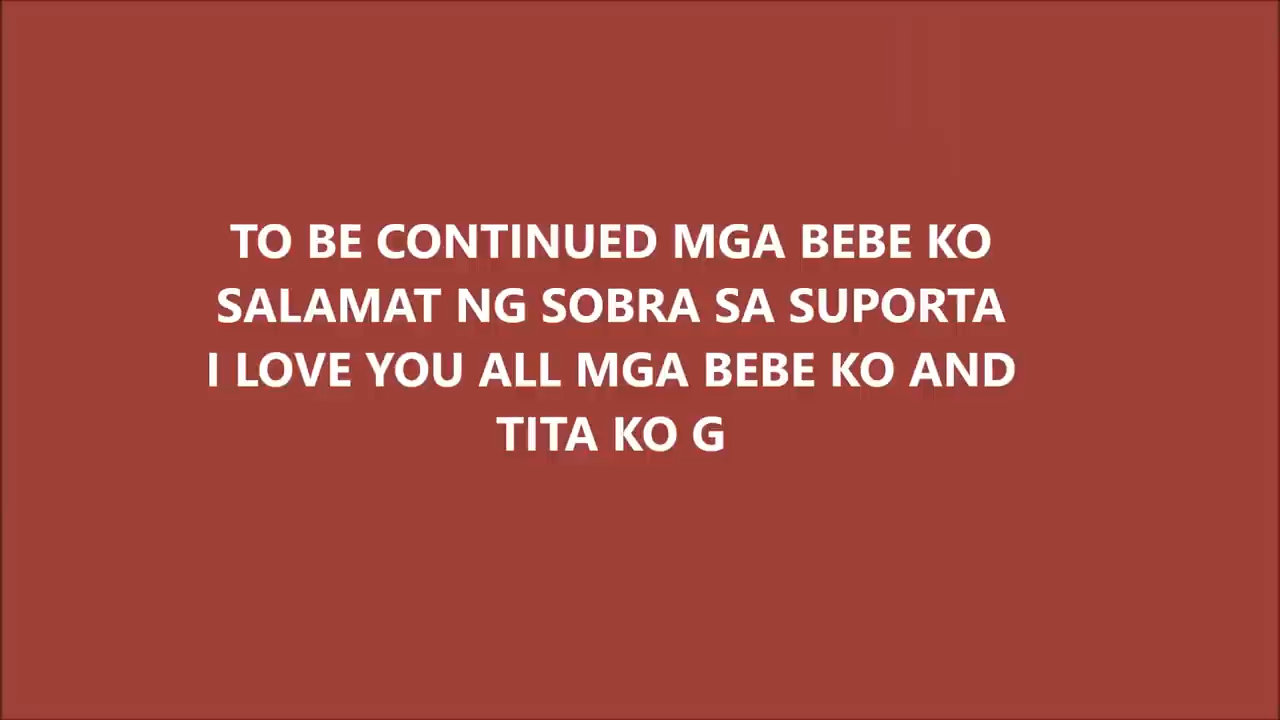 TO BE CONTINUED MGA BEBE KO
SALAMAT NG SOBRA SA SUPORTA
I LOVE YOU ALL MGA BEBE KO AND
TITA KO G